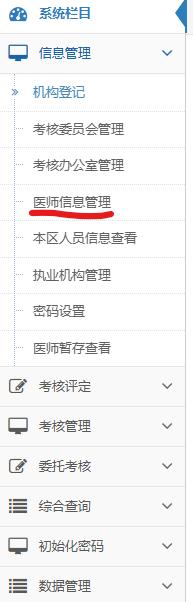 系统栏目
信息管理
机构登记
考核委员会管理
考核办公室管理
医师信息管理
本区人员信息查看
执业机构管理
密码设置
医师暂存查看
考核评定
考核管理
委托考核
综合查询
初始化密码
数据管理